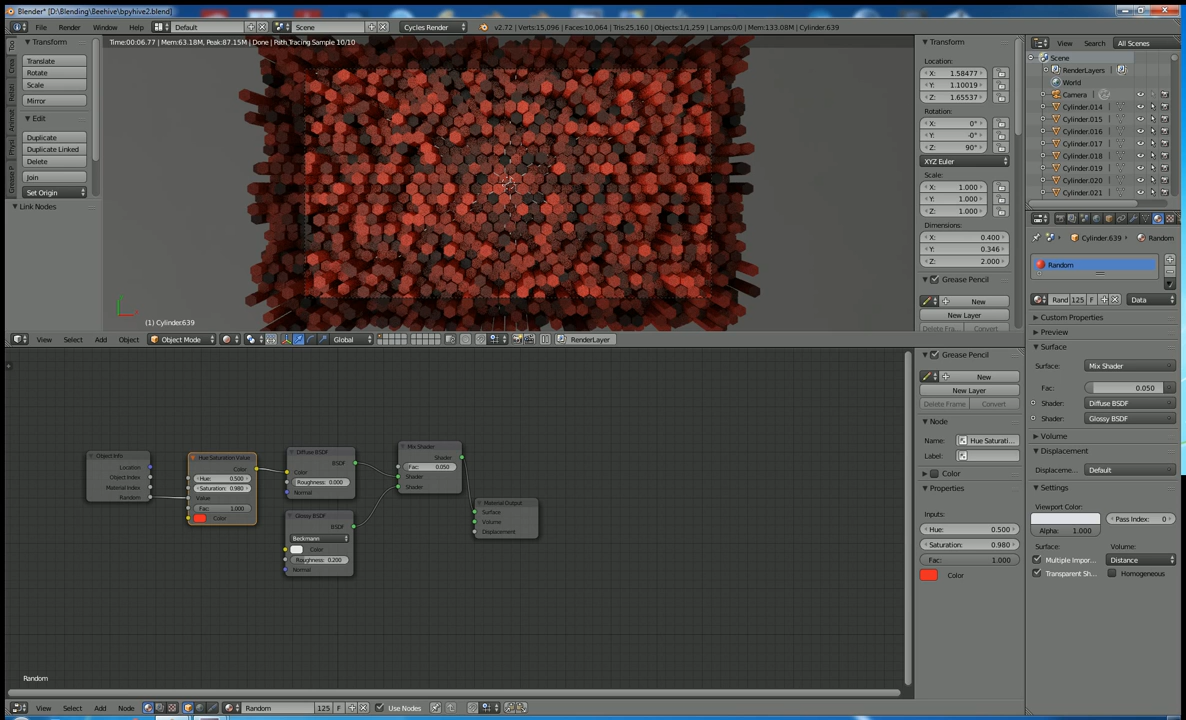 Blender* [D:\Blending\Beehive\bpyhive2.blend]
File Render Window Help Default Scene Cycles Render v2.72 | Verts:15,096 | Faces:10,064 | Tris:25,160 | Objects:1/1,259 | Lamps:0/0 | Mem:133.08M | Cylinder.639
Time:00:06.77 | Mem:63.18M, Peak:87.15M | Done | Path Tracing Sample 10/10
Transform
Translate
Rotate
Scale
Mirror
Edit
Duplicate
Duplicate Linked
Delete
Join
Set Origin
Link Nodes
(1) Cylinder.639
View Select Add Object Object Mode Global RenderLayer
Transform
Location:
X: 1.58477
Y: 1.10019
Z: 1.65537
Rotation:
X: 0°
Y: -0°
Z: 90°
XYZ Euler
Scale:
X: 1.000
Y: 1.000
Z: 1.000
Dimensions:
X: 0.400
Y: 0.346
Z: 2.000
Grease Pencil
New
New Layer
Delete Fra... Convert
View Search All Scenes
Scene
RenderLayers
World
Camera
Cylinder.014
Cylinder.015
Cylinder.016
Cylinder.017
Cylinder.018
Cylinder.019
Cylinder.020
Cylinder.021
Cylinder.639 Random
Random
Rand 125 F Data
Custom Properties
Preview
Surface
Surface: Mix Shader
Fac: 0.050
Shader: Diffuse BSDF
Shader: Glossy BSDF
Volume
Displacement
Displaceme... Default
Settings
Viewport Color:
Alpha: 1.000
Pass Index: 0
Surface: Volume:
Multiple Impor... Distance
Transparent Sh... Homogeneous
Object Info
Location
Object Index
Material Index
Random
Hue Saturation Value
Color
Hue: 0.500
Saturation: 0.980
Value
Fac: 1.000
Color
Diffuse BSDF
BSDF
Color
Roughness: 0.000
Normal
Glossy BSDF
BSDF
Beckmann
Color
Roughness: 0.200
Normal
Mix Shader
Shader
Fac: 0.050
Shader
Shader
Material Output
Surface
Volume
Displacement
Grease Pencil
New
New Layer
Delete Frame Convert
Node
Name: Hue Saturati...
Label:
Color
Properties
Inputs:
Hue: 0.500
Saturation: 0.980
Fac: 1.000
Color
Random
View Select Add Node Random 125 F Use Nodes